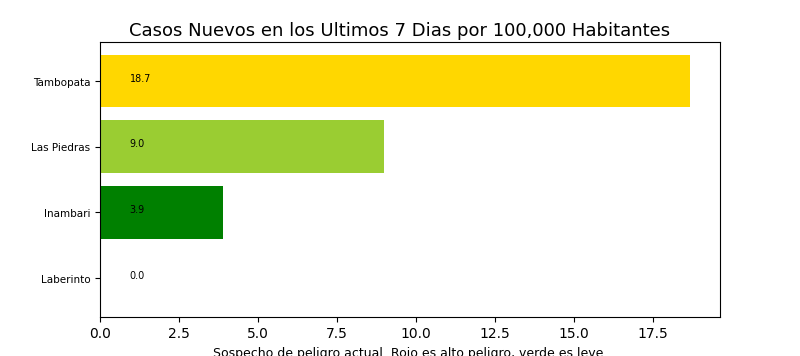 Casos Nuevos en los Ultimos 7 Dias por 100,000 Habitantes
Tambopata 18.7
Las Piedras 9.0
Inambari 3.9
Laberinto 0.0
0.0 2.5 5.0 7.5 10.0 12.5 15.0 17.5
Sospecho de peligro actual. Rojo es alto peligro, verde es leve